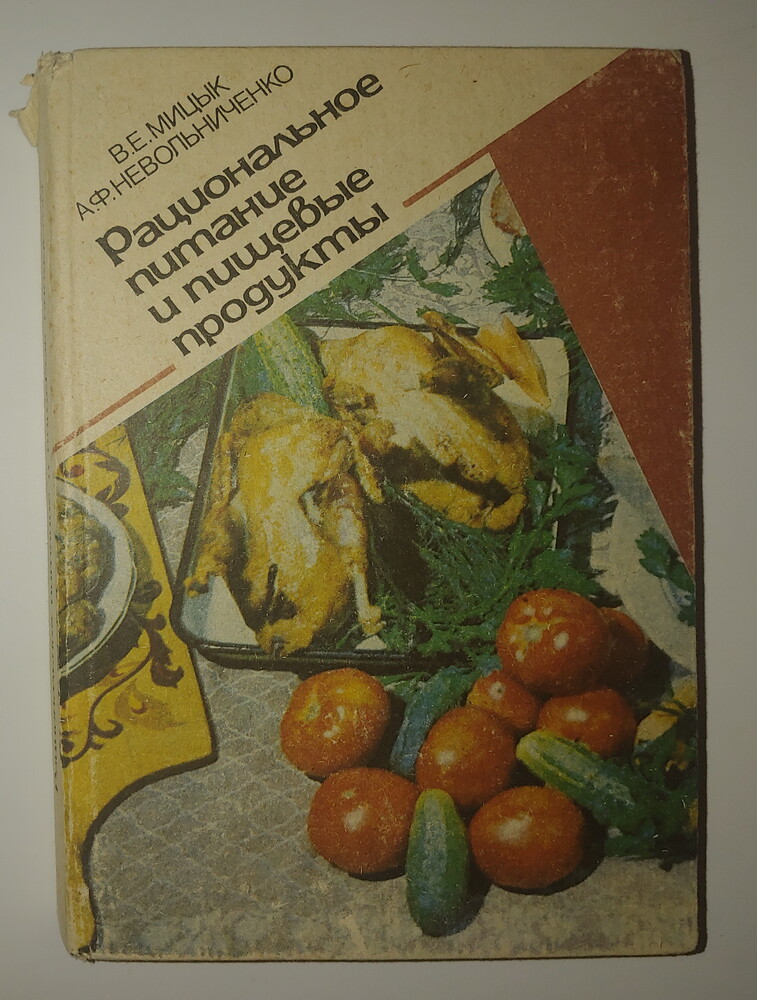 В.Е.МИЦЫК
А.Ф.НЕВОЛЬНИЧЕНКО
Рациональное
питание
и пищевые
продукты